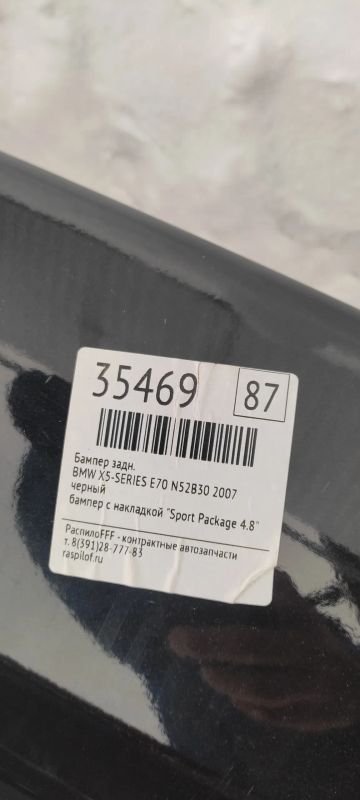 35469 87
Бампер задн.
BMW X5-SERIES E70 N52B30 2007
черный
бампер с накладкой "Sport Package 4.8"
РаспилоFFF - контрактные автозапчасти
т. 8(391)28-777-83
raspilof.ru